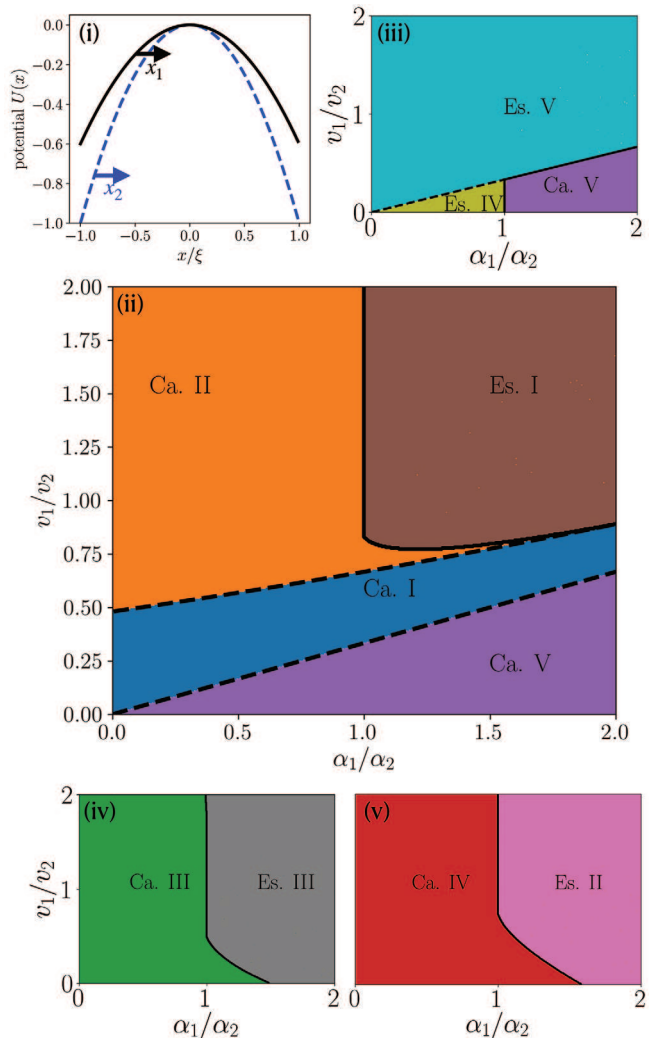 (i)
potential U(x)
0.0
−0.2
−0.4
−0.6
−0.8
−1.0
x₁
x₂
−1.0 −0.5 0.0 0.5 1.0
x/ξ
(iii)
v₁/v₂
2
1
0
Es. V
Ca. V
Es. IV
0 1 2
α₁/α₂
(ii)
v₁/v₂
2.00
1.75
1.50
1.25
1.00
0.75
0.50
0.25
0.00
Ca. II
Es. I
Ca. I
Ca. V
0.0 0.5 1.0 1.5 2.0
α₁/α₂
(iv)
v₁/v₂
2
1
0
Ca. III
Es. III
0 1 2
α₁/α₂
(v)
2
1
0
Ca. IV
Es. II
0 1 2
α₁/α₂